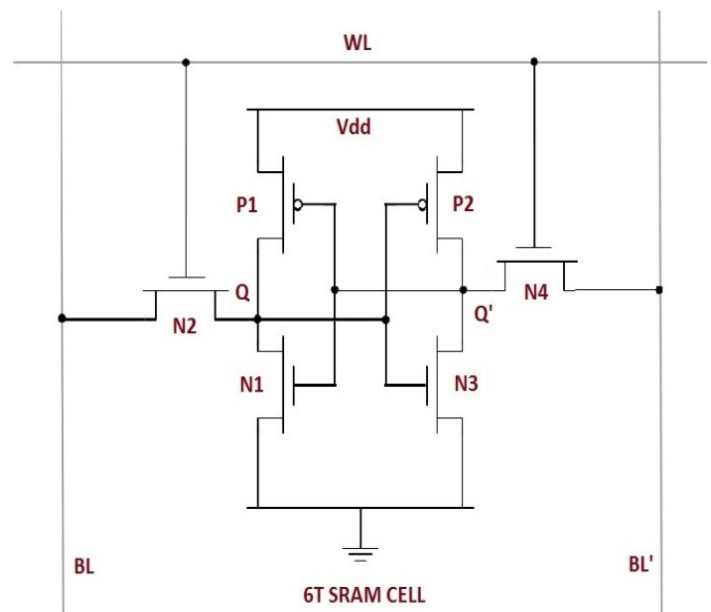 WL
Vdd
P1
P2
Q
N4
N2
Q'
N1
N3
BL
BL'
6T SRAM CELL